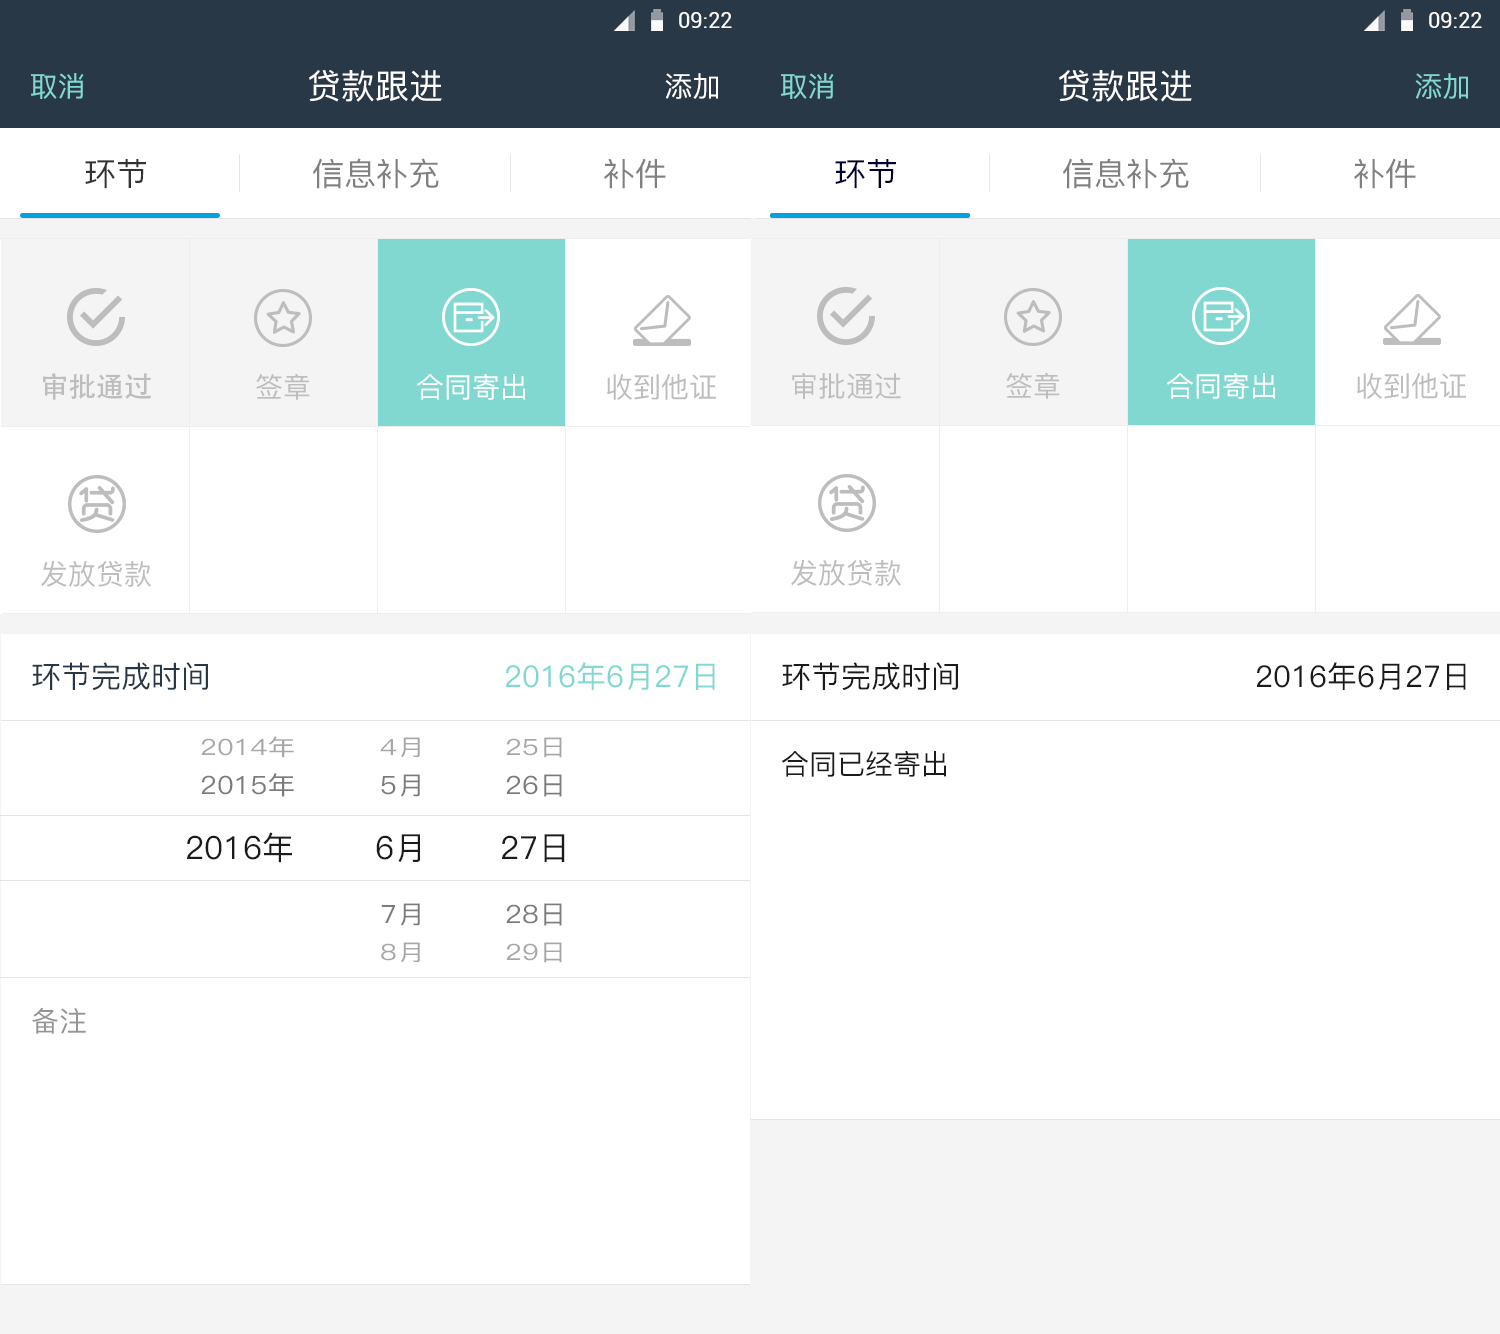 09:22
取消 贷款跟进 添加
环节 信息补充 补件
审批通过 签章 合同寄出 收到他证
贷
发放贷款
环节完成时间 2016年6月27日
2014年 4月 25日
2015年 5月 26日
2016年 6月 27日
7月 28日
8月 29日
备注
09:22
取消 贷款跟进 添加
环节 信息补充 补件
审批通过 签章 合同寄出 收到他证
贷
发放贷款
环节完成时间 2016年6月27日
合同已经寄出